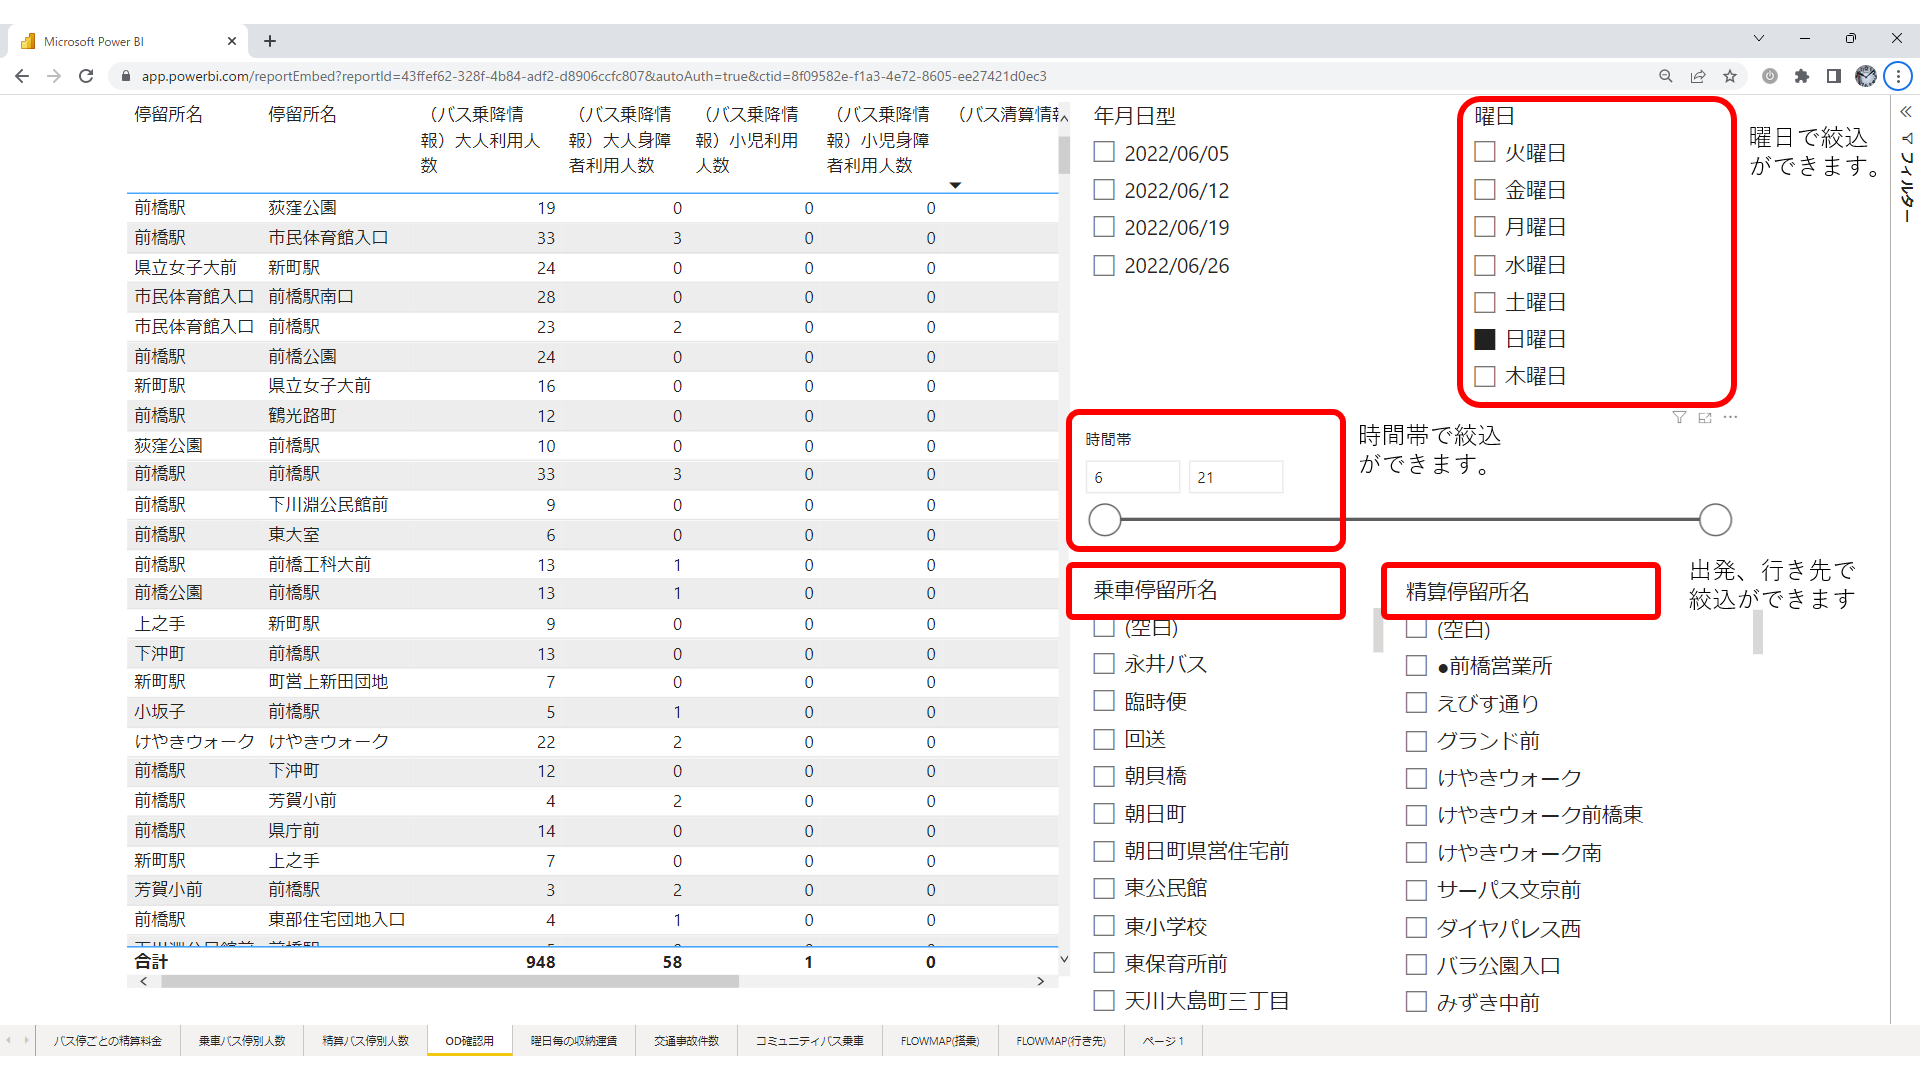 Microsoft Power BI
app.powerbi.com/reportEmbed?reportId=43ffef62-328f-4b84-adf2-d8906ccfc807&autoAuth=true&ctid=8f09582e-f1a3-4e72-8605-ee27421d0ec3
停留所名 停留所名 （バス乗降情報）大人利用人数 （バス乗降情報）大人身障者利用人数 （バス乗降情報）小児利用人数 （バス乗降情報）小児身障者利用人数 （バス清算情報
前橋駅 荻窪公園 19 0 0 0
前橋駅 市民体育館入口 33 3 0 0
県立女子大前 新町駅 24 0 0 0
市民体育館入口 前橋駅南口 28 0 0 0
市民体育館入口 前橋駅 23 2 0 0
前橋駅 前橋公園 24 0 0 0
新町駅 県立女子大前 16 0 0 0
前橋駅 鶴光路町 12 0 0 0
荻窪公園 前橋駅 10 0 0 0
前橋駅 前橋駅 33 3 0 0
前橋駅 下川淵公民館前 9 0 0 0
前橋駅 東大室 6 0 0 0
前橋駅 前橋工科大前 13 1 0 0
前橋公園 前橋駅 13 1 0 0
上之手 新町駅 9 0 0 0
下沖町 前橋駅 13 0 0 0
新町駅 町営上新田団地 7 0 0 0
小坂子 前橋駅 5 1 0 0
けやきウォーク けやきウォーク 22 2 0 0
前橋駅 下沖町 12 0 0 0
前橋駅 芳賀小前 4 2 0 0
前橋駅 県庁前 14 0 0 0
新町駅 上之手 7 0 0 0
芳賀小前 前橋駅 3 2 0 0
前橋駅 東部住宅団地入口 4 1 0 0
合計 948 58 1 0
年月日型
2022/06/05
2022/06/12
2022/06/19
2022/06/26
曜日
火曜日
金曜日
月曜日
水曜日
土曜日
日曜日
木曜日
曜日で絞込
ができます。
フィルター
時間帯
6 21
時間帯で絞込
ができます。
乗車停留所名
(空白)
永井バス
臨時便
回送
朝貝橋
朝日町
朝日町県営住宅前
東公民館
東小学校
東保育所前
天川大島町三丁目
精算停留所名
(空白)
●前橋営業所
えびす通り
グランド前
けやきウォーク
けやきウォーク前橋東
けやきウォーク南
サーパス文京前
ダイヤパレス西
バラ公園入口
みずき中前
出発、行き先で
絞込ができます
バス停ごとの精算料金 乗車バス停別人数 精算バス停別人数 OD確認用 曜日毎の収納運賃 交通事故件数 コミュニティバス乗車 FLOWMAP(搭乗) FLOWMAP(行き先) ページ 1